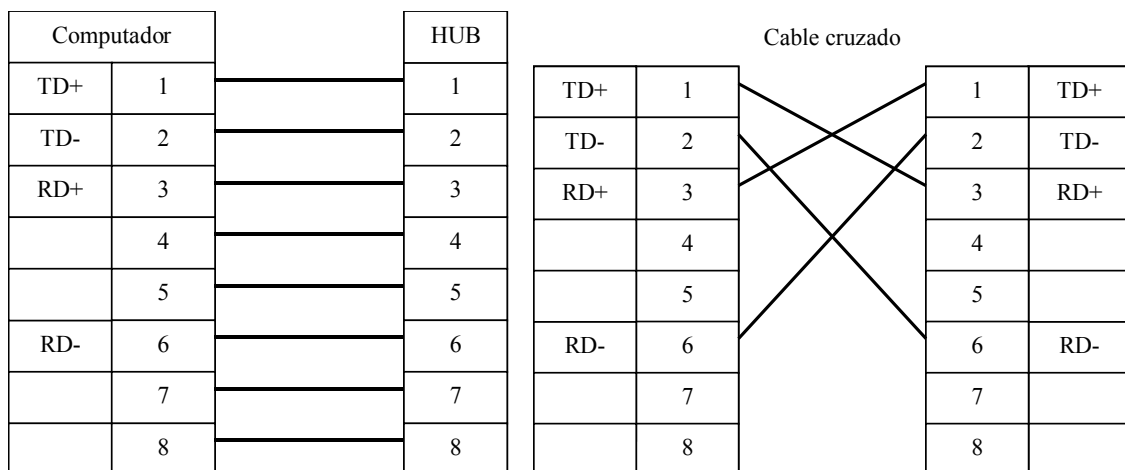 Computador HUB
TD+ 1 1
TD- 2 2
RD+ 3 3
4 4
5 5
RD- 6 6
7 7
8 8
Cable cruzado
TD+ 1 1 TD+
TD- 2 2 TD-
RD+ 3 3 RD+
4 4
5 5
RD- 6 6 RD-
7 7
8 8